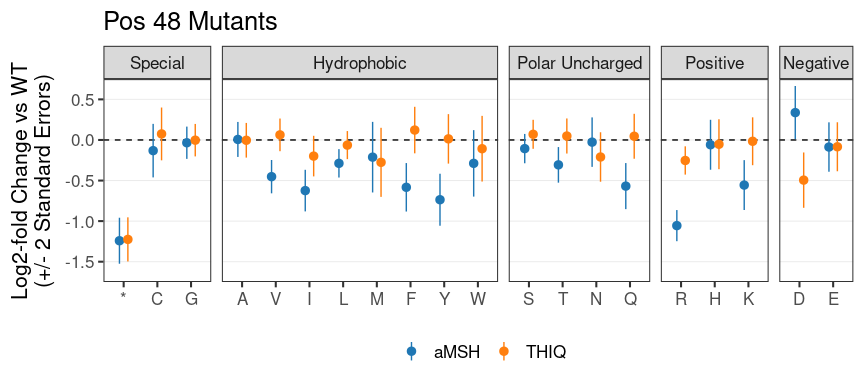 Pos 48 Mutants
Special Hydrophobic Polar Uncharged Positive Negative
Log2-fold Change vs WT
(+/- 2 Standard Errors)
0.5
0.0
-0.5
-1.0
-1.5
* C G A V I L M F Y W S T N Q R H K D E
aMSH THIQ